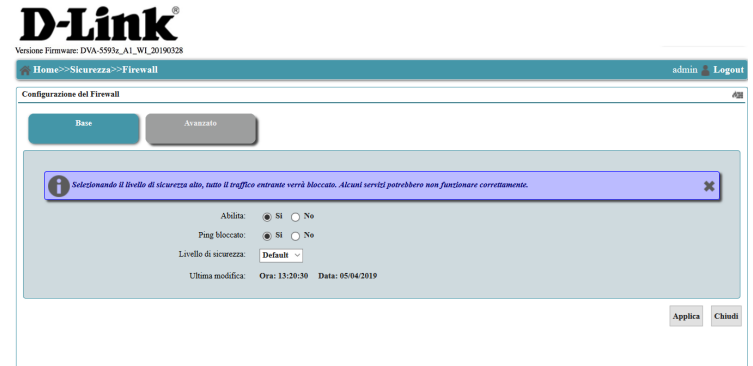 D-Link®
Versione Firmware: DVA-5593z_A1_WI_20190328
Home>>Sicurezza>>Firewall admin Logout
Configurazione del Firewall
Base Avanzato
Selezionando il livello di sicurezza alto, tutto il traffico entrante verrà bloccato. Alcuni servizi potrebbero non funzionare correttamente.
Abilita: Sì No
Ping bloccato: Sì No
Livello di sicurezza: Default
Ultima modifica: Ora: 13:20:30 Data: 05/04/2019
Applica Chiudi